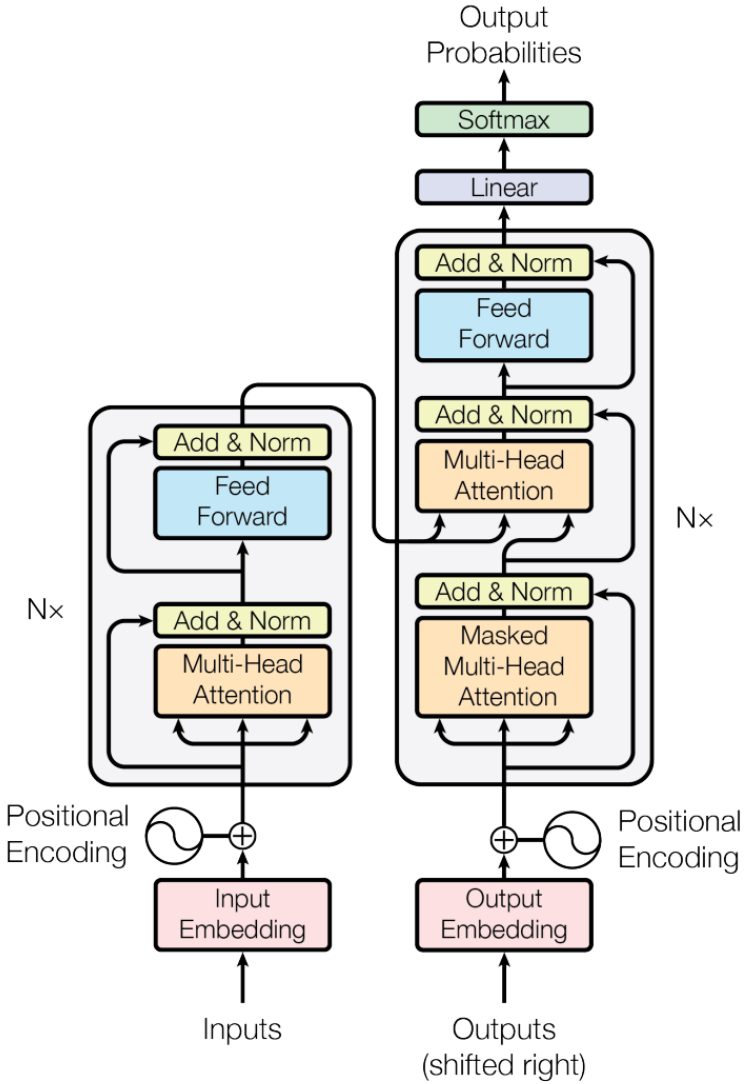 Output
Probabilities
Softmax
Linear
Add & Norm
Feed
Forward
Add & Norm
Multi-Head
Attention
Add & Norm
Masked
Multi-Head
Attention
N×
Add & Norm
Feed
Forward
Add & Norm
Multi-Head
Attention
N×
Positional
Encoding
Positional
Encoding
Input
Embedding
Output
Embedding
Inputs
Outputs
(shifted right)